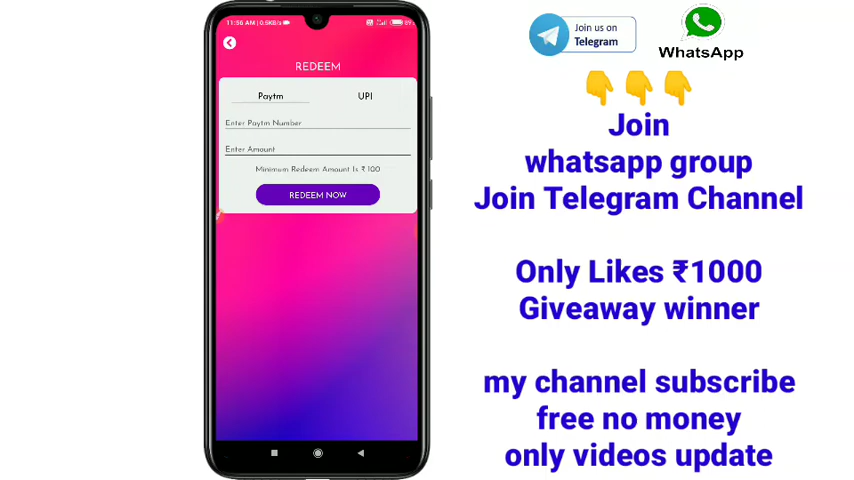 11:56 AM | 0.5KB/s
REDEEM
Paytm
UPI
Enter Paytm Number
Enter Amount
Minimum Redeem Amount Is ₹100
REDEEM NOW
Join us on
Telegram
WhatsApp
Join
whatsapp group
Join Telegram Channel
Only Likes ₹1000
Giveaway winner
my channel subscribe
free no money
only videos update